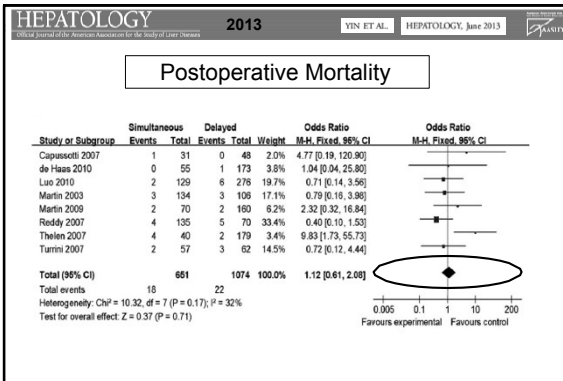 HEPATOLOGY
Official Journal of the American Association for the Study of Liver Diseases
2013
YIN ET AL.
HEPATOLOGY, June 2013
AASLD
Postoperative Mortality
Simultaneous Delayed Odds Ratio Odds Ratio
Study or Subgroup Events Total Events Total Weight M-H, Fixed, 95% CI M-H, Fixed, 95% CI
Capussotti 2007 1 31 0 48 2.0% 4.77 [0.19, 120.90]
de Haas 2010 0 55 1 173 3.8% 1.04 [0.04, 25.80]
Luo 2010 2 129 6 276 19.5% 0.71 [0.14, 3.56]
Martin 2003 3 134 3 106 17.4% 0.79 [0.16, 3.98]
Martin 2009 2 70 2 160 6.3% 2.32 [0.32, 16.84]
Reddy 2007 4 135 5 70 33.4% 0.40 [0.10, 1.53]
Thelen 2007 4 40 2 179 3.4% 9.83 [1.73, 55.73]
Turrini 2007 2 57 3 62 14.5% 0.72 [0.12, 4.44]
Total (95% CI) 651 1074 100.0% 1.12 [0.61, 2.08]
Total events 18 22
Heterogeneity: Chi² = 10.32, df = 7 (P = 0.17); I² = 32%
Test for overall effect: Z = 0.37 (P = 0.71)
0.005 0.1 1 10 200
Favours experimental Favours control